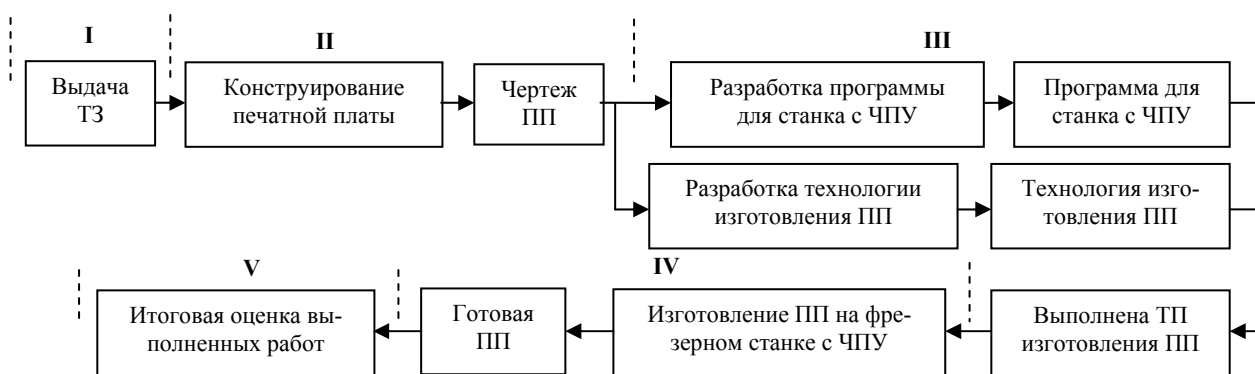 I
II
III
Выдача
ТЗ
Конструирование
печатной платы
Чертеж
ПП
Разработка программы
для станка с ЧПУ
Программа для
станка с ЧПУ
Разработка технологии
изготовления ПП
Технология изго-
товления ПП
V
IV
Итоговая оценка вы-
полненных работ
Готовая
ПП
Изготовление ПП на фре-
зерном станке с ЧПУ
Выполнена ТП
изготовления ПП